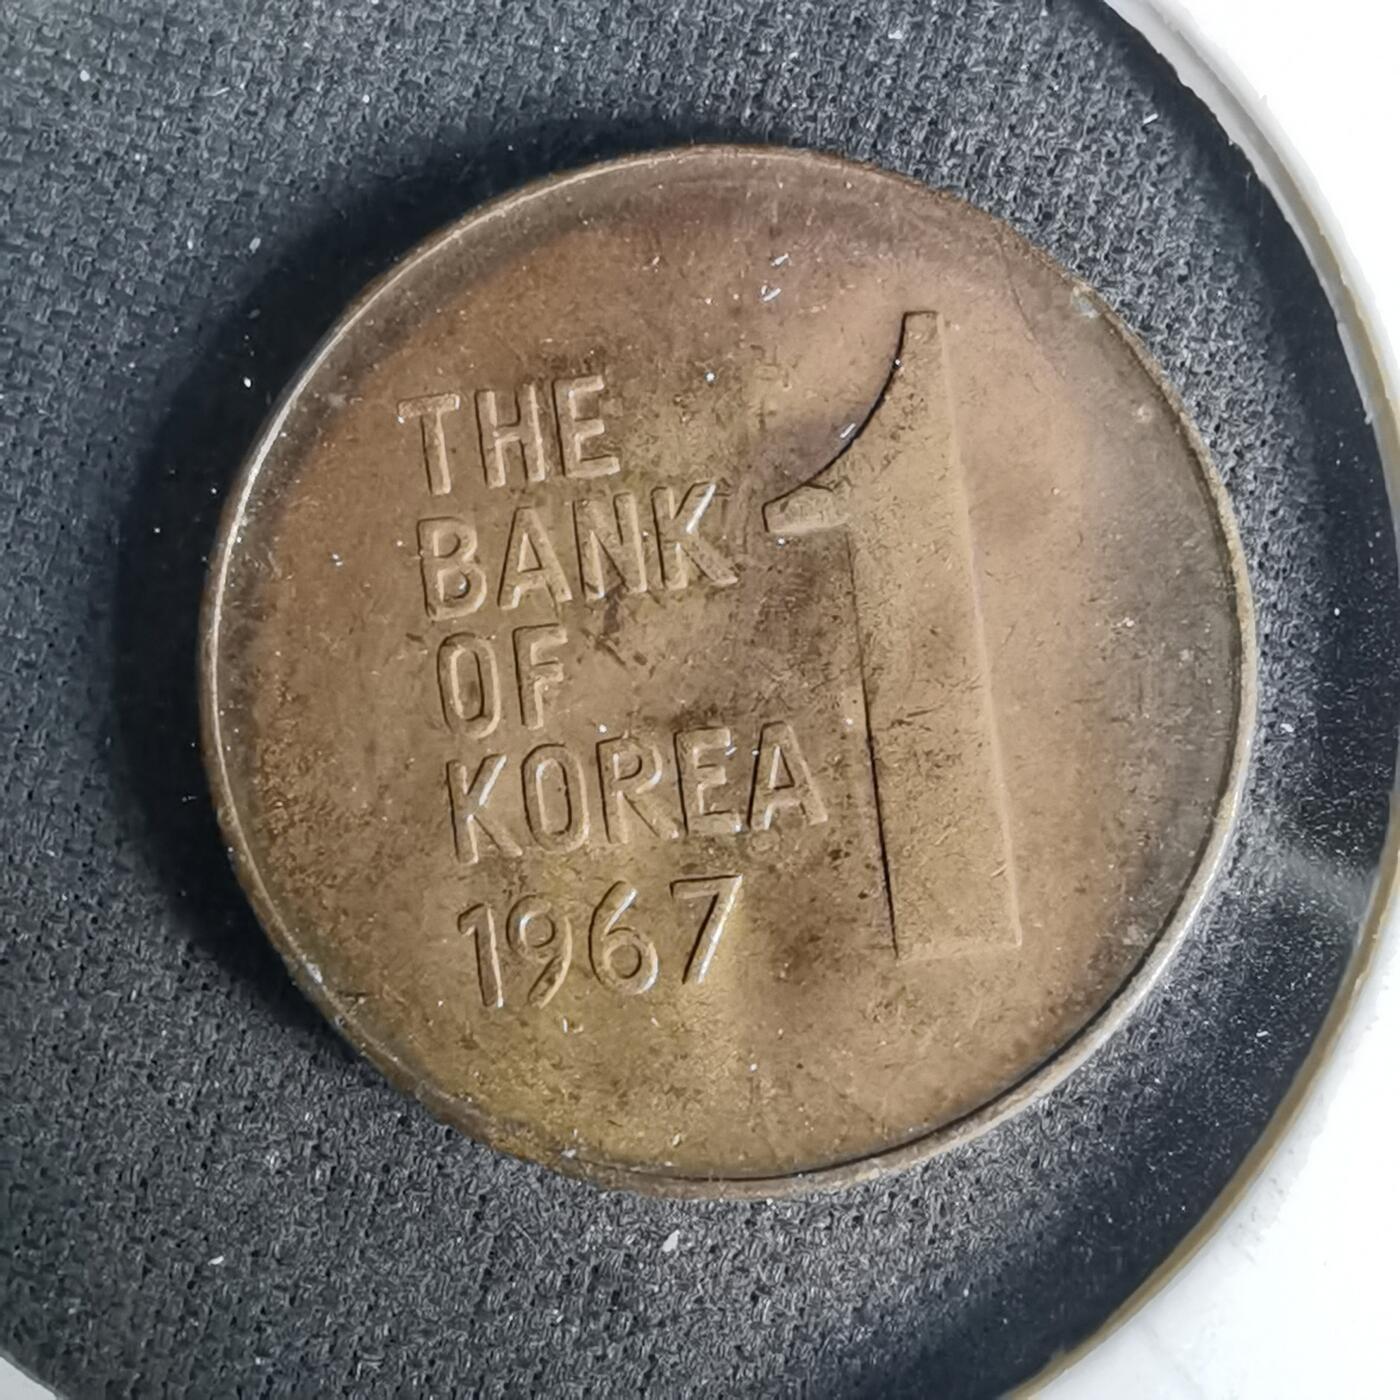 THE
BANK
OF
KOREA
1967
1